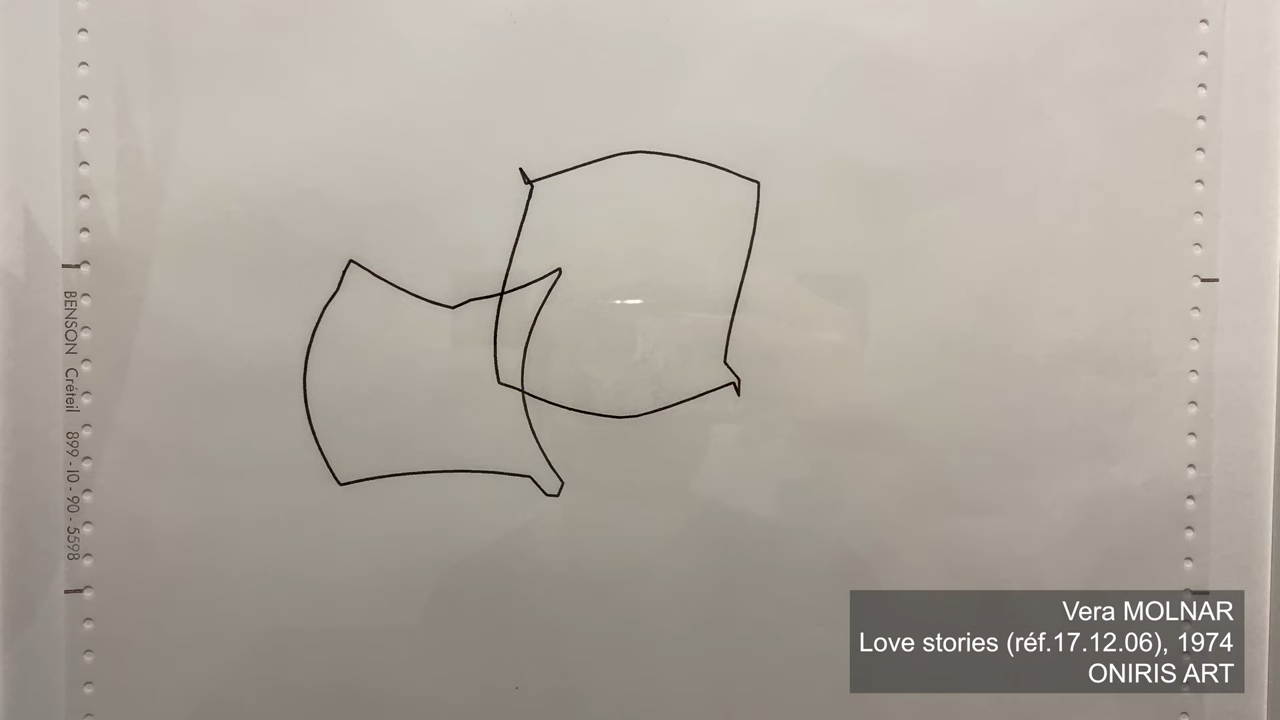 BENSON Créteil 899-10-90-5598
Vera MOLNAR
Love stories (réf.17.12.06), 1974
ONIRIS ART